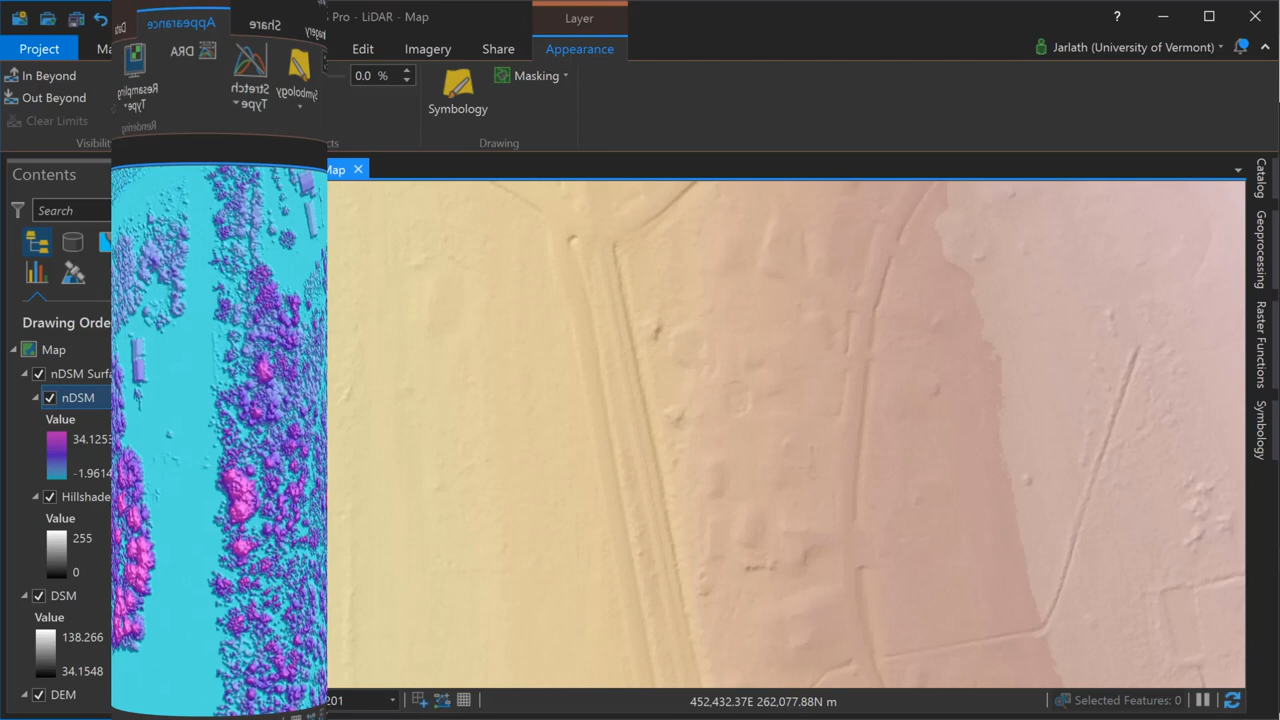 Pro - LiDAR - Map
Layer
?
Data
Appearance
Share
Imagery
Project
Edit
Imagery
Share
Appearance
Jarlath (University of Vermont)
In Beyond
Out Beyond
Clear Limits
Resampling
Type
DRA
Stretch
Type
Symbology
Rendering
0.0 %
Symbology
Masking
Drawing
Contents
Map
Search
Drawing Orde
Map
nDSM Surfa
nDSM
Value
34.1253
-1.9614
Hillshade
Value
255
0
DSM
Value
138.266
34.1548
DEM
Catalog
Geoprocessing
Raster Functions
Symbology
201
452,432.37E 262,077.88N m
Selected Features: 0